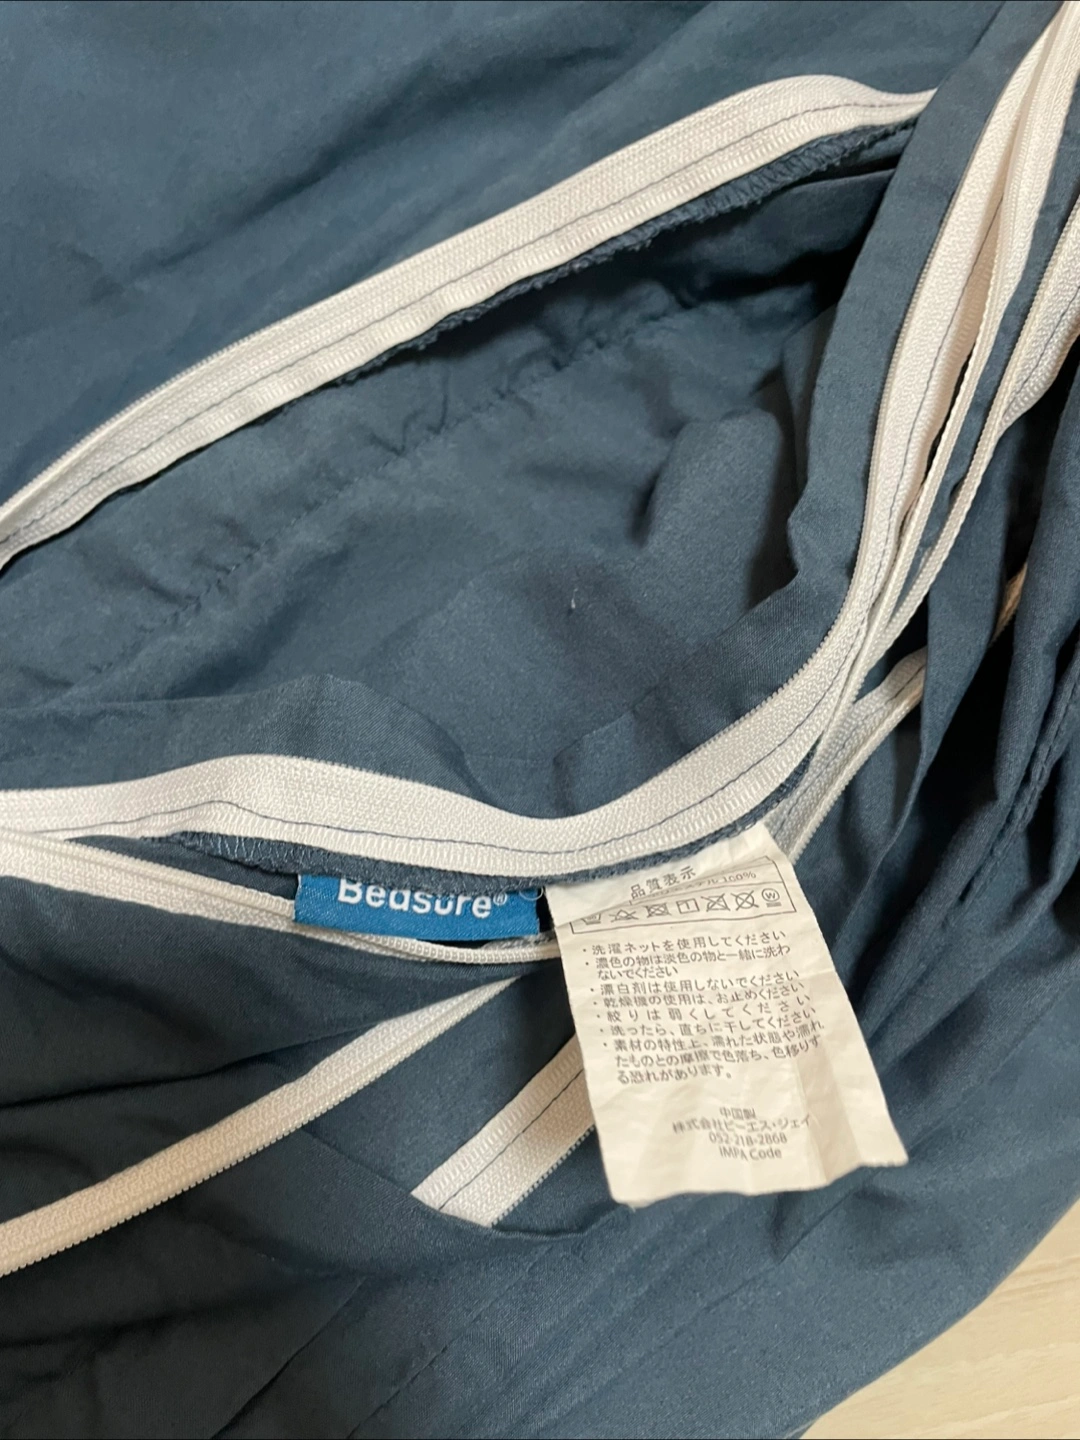 Bedsure®
品質表示
ル 100%
・洗濯ネットを使用してください
・濃色の物は淡色の物と一緒に洗わ
ないでください
・漂白剤は使用しないでください
・乾燥機の使用は、お止めください
・絞りは弱くしてください
・洗ったら、直ちに干してください
・素材の特性上、濡れた状態や濡れ
たものとの摩擦で色落ち、色移りす
る恐れがあります。
中国製
株式会社ビーエス・ジェイ
052-218-2868
IMPA Code